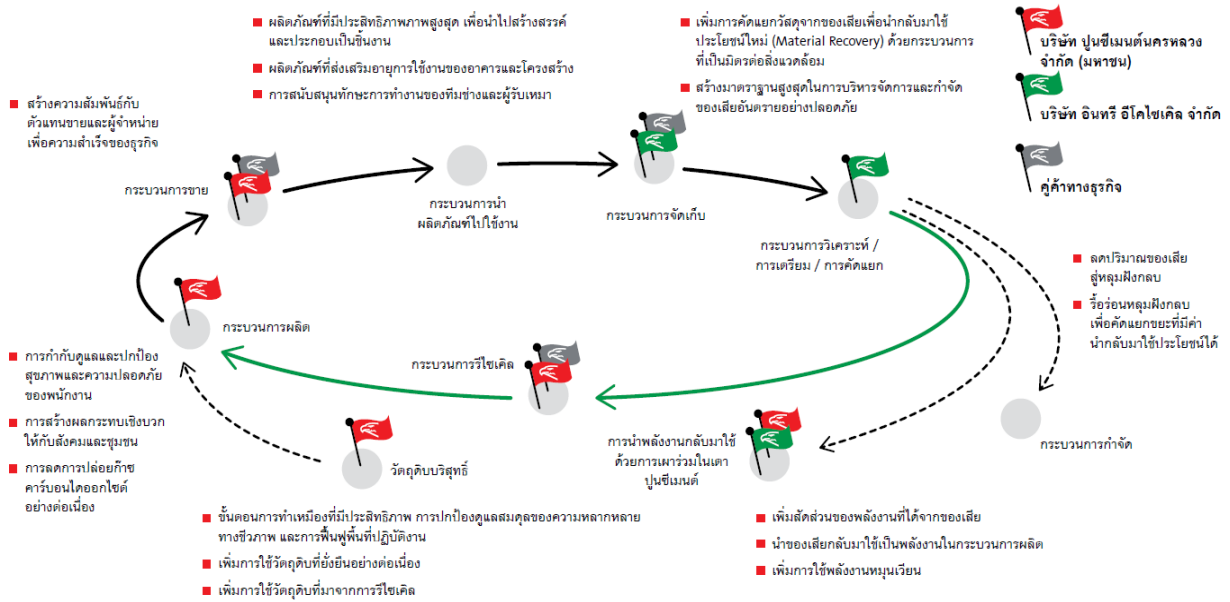 ผลิตภัณฑ์ที่มีประสิทธิภาพภาพสูงสุด เพื่อนำไปสร้างสรรค์
และประกอบเป็นชิ้นงาน
ผลิตภัณฑ์ที่ส่งเสริมอายุการใช้งานของอาคารและโครงสร้าง
การสนับสนุนทักษะการทำงานของทีมช่างและผู้รับเหมา
เพิ่มการคัดแยกวัสดุจากของเสียเพื่อนำกลับมาใช้
ประโยชน์ใหม่ (Material Recovery) ด้วยกระบวนการ
ที่เป็นมิตรต่อสิ่งแวดล้อม
สร้างมาตราฐานสูงสุดในการบริหารจัดการและกำจัด
ของเสียอันตรายอย่างปลอดภัย
บริษัท ปูนซีเมนต์นครหลวง
จำกัด (มหาชน)
บริษัท อินทรี อีโคไซเคิล จำกัด
คู่ค้าทางธุรกิจ
สร้างความสัมพันธ์กับ
ตัวแทนขายและผู้จำหน่าย
เพื่อความสำเร็จของธุรกิจ
กระบวนการขาย
กระบวนการนำ
ผลิตภัณฑ์ไปใช้งาน
กระบวนการจัดเก็บ
กระบวนการวิเคราะห์ /
การเตรียม / การคัดแยก
ลดปริมาณของเสีย
สู่หลุมฝังกลบ
รื้อร่อนหลุมฝังกลบ
เพื่อคัดแยกขยะที่มีค่า
นำกลับมาใช้ประโยชน์ได้
กระบวนการผลิต
กระบวนการรีไซเคิล
การกำกับดูแลและปกป้อง
สุขภาพและความปลอดภัย
ของพนักงาน
การสร้างผลกระทบเชิงบวก
ให้กับสังคมและชุมชน
การลดการปล่อยก๊าซ
คาร์บอนไดออกไซต์
อย่างต่อเนื่อง
วัตถุดิบบริสุทธิ์
การนำพลังงานกลับมาใช้
ด้วยการเผาร่วมในเตา
ปูนซีเมนต์
กระบวนการกำจัด
ขั้นตอนการทำเหมืองที่มีประสิทธิภาพ การปกป้องดูแลสมดุลของความหลากหลาย
ทางชีวภาพ และการฟื้นฟูพื้นที่ปฏิบัติงาน
เพิ่มการใช้วัตถุดิบที่ยั่งยืนอย่างต่อเนื่อง
เพิ่มการใช้วัตถุดิบที่มาจากการรีไซเคิล
เพิ่มสัดส่วนของพลังงานที่ได้จากของเสีย
นำของเสียกลับมาใช้เป็นพลังงานในกระบวนการผลิต
เพิ่มการใช้พลังงานหมุนเวียน